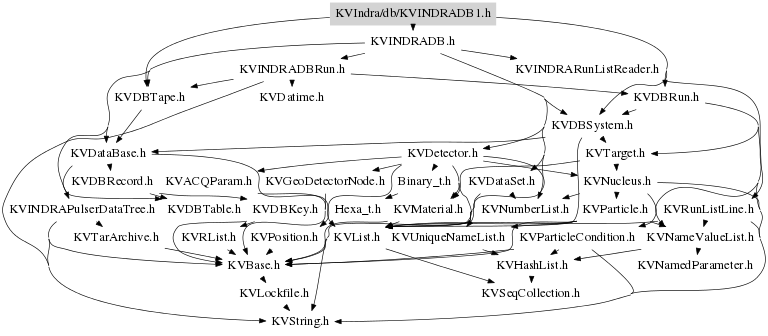 KVIndra/db/KVINDRADB1.h
KVINDRADB.h
KVINDRADBRun.h KVINDRARunListReader.h
KVDBTape.h KVDatime.h KVDBRun.h
KVDBSystem.h
KVDataBase.h KVDetector.h KVTarget.h
KVDBRecord.h KVACQParam.h KVGeoDetectorNode.h Binary_t.h KVDataSet.h KVNucleus.h
KVINDRAPulserDataTree.h KVDBTable.h KVDBKey.h Hexa_t.h KVMaterial.h KVNumberList.h KVParticle.h KVRunListLine.h
KVTarArchive.h KVRList.h KVPosition.h KVList.h KVUniqueNameList.h KVParticleCondition.h KVNameValueList.h
KVBase.h KVHashList.h KVNamedParameter.h
KVLockfile.h KVSeqCollection.h
KVString.h